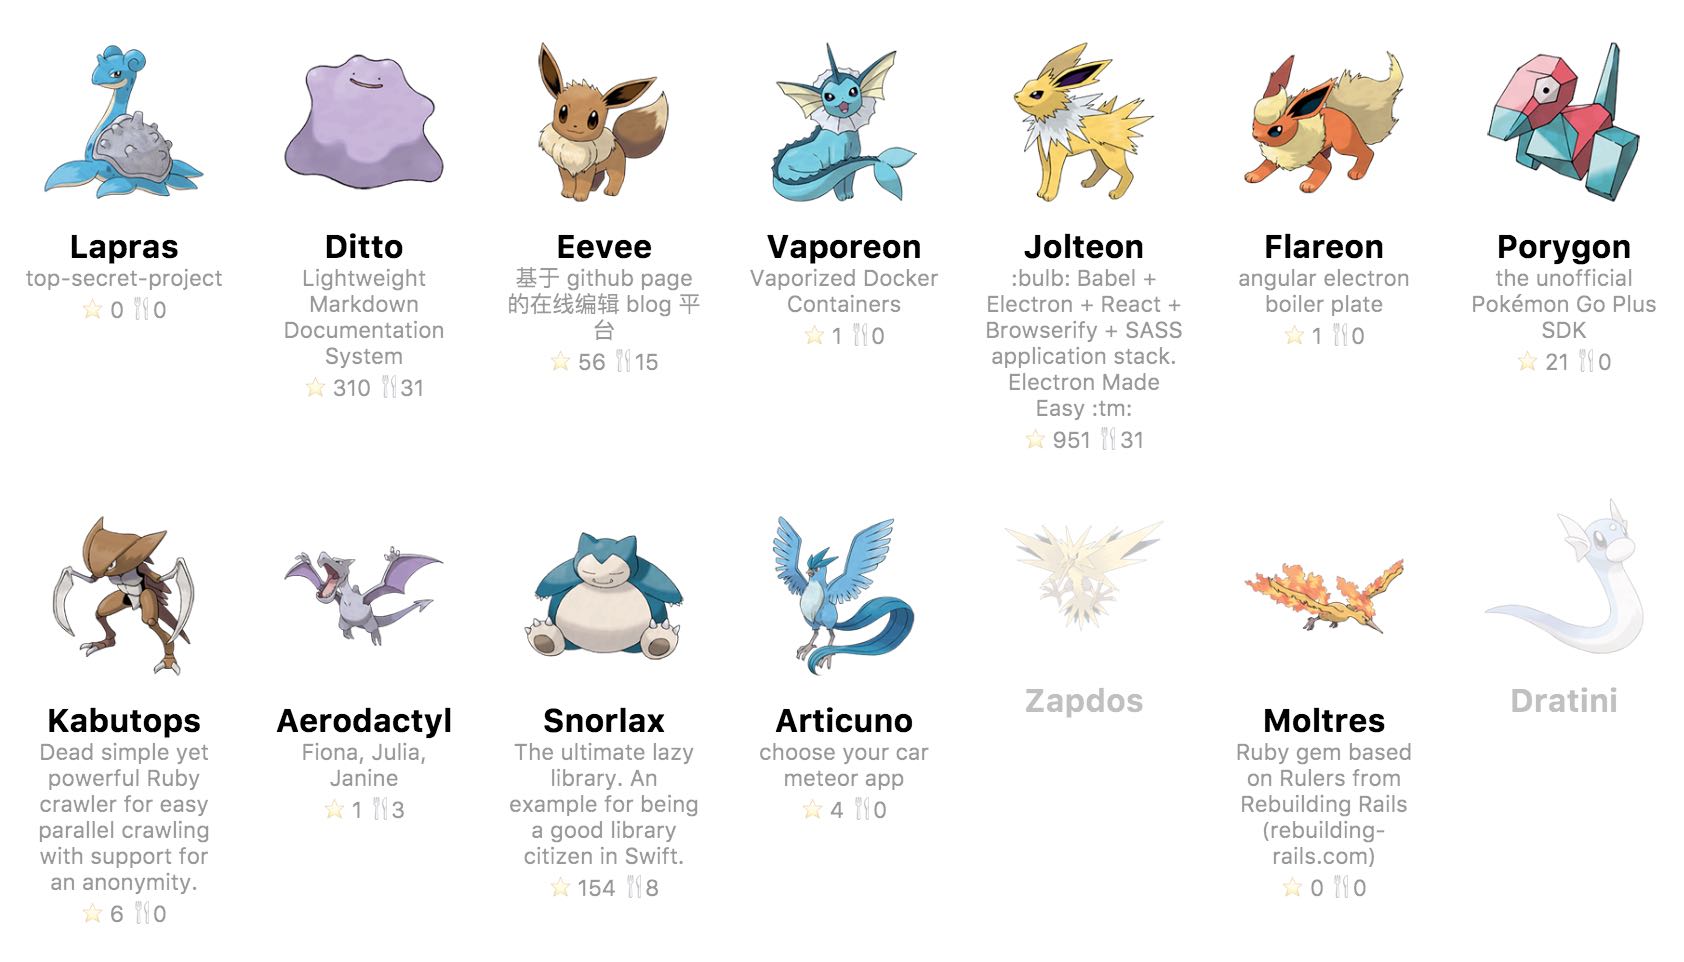 Lapras
top-secret-project
⭐ 0 🍴0
Ditto
Lightweight
Markdown
Documentation
System
⭐ 310 🍴31
Eevee
基于 github page
的在线编辑 blog 平
台
⭐ 56 🍴15
Vaporeon
Vaporized Docker
Containers
⭐ 1 🍴0
Jolteon
:bulb: Babel +
Electron + React +
Browserify + SASS
application stack.
Electron Made
Easy :tm:
⭐ 951 🍴31
Flareon
angular electron
boiler plate
⭐ 1 🍴0
Porygon
the unofficial
Pokémon Go Plus
SDK
⭐ 21 🍴0
Kabutops
Dead simple yet
powerful Ruby
crawler for easy
parallel crawling
with support for
an anonymity.
⭐ 6 🍴0
Aerodactyl
Fiona, Julia,
Janine
⭐ 1 🍴3
Snorlax
The ultimate lazy
library. An
example for being
a good library
citizen in Swift.
⭐ 154 🍴8
Articuno
choose your car
meteor app
⭐ 4 🍴0
Zapdos
Moltres
Ruby gem based
on Rulers from
Rebuilding Rails
(rebuilding-
rails.com)
⭐ 0 🍴0
Dratini